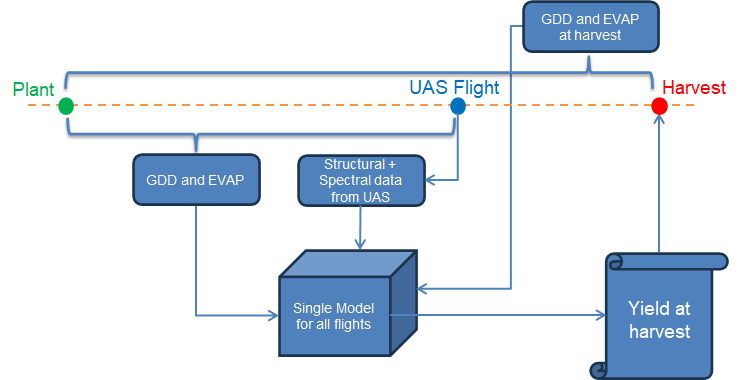 GDD and EVAP
at harvest
Plant
UAS Flight
Harvest
GDD and EVAP
Structural +
Spectral data
from UAS
Single Model
for all flights
Yield at
harvest